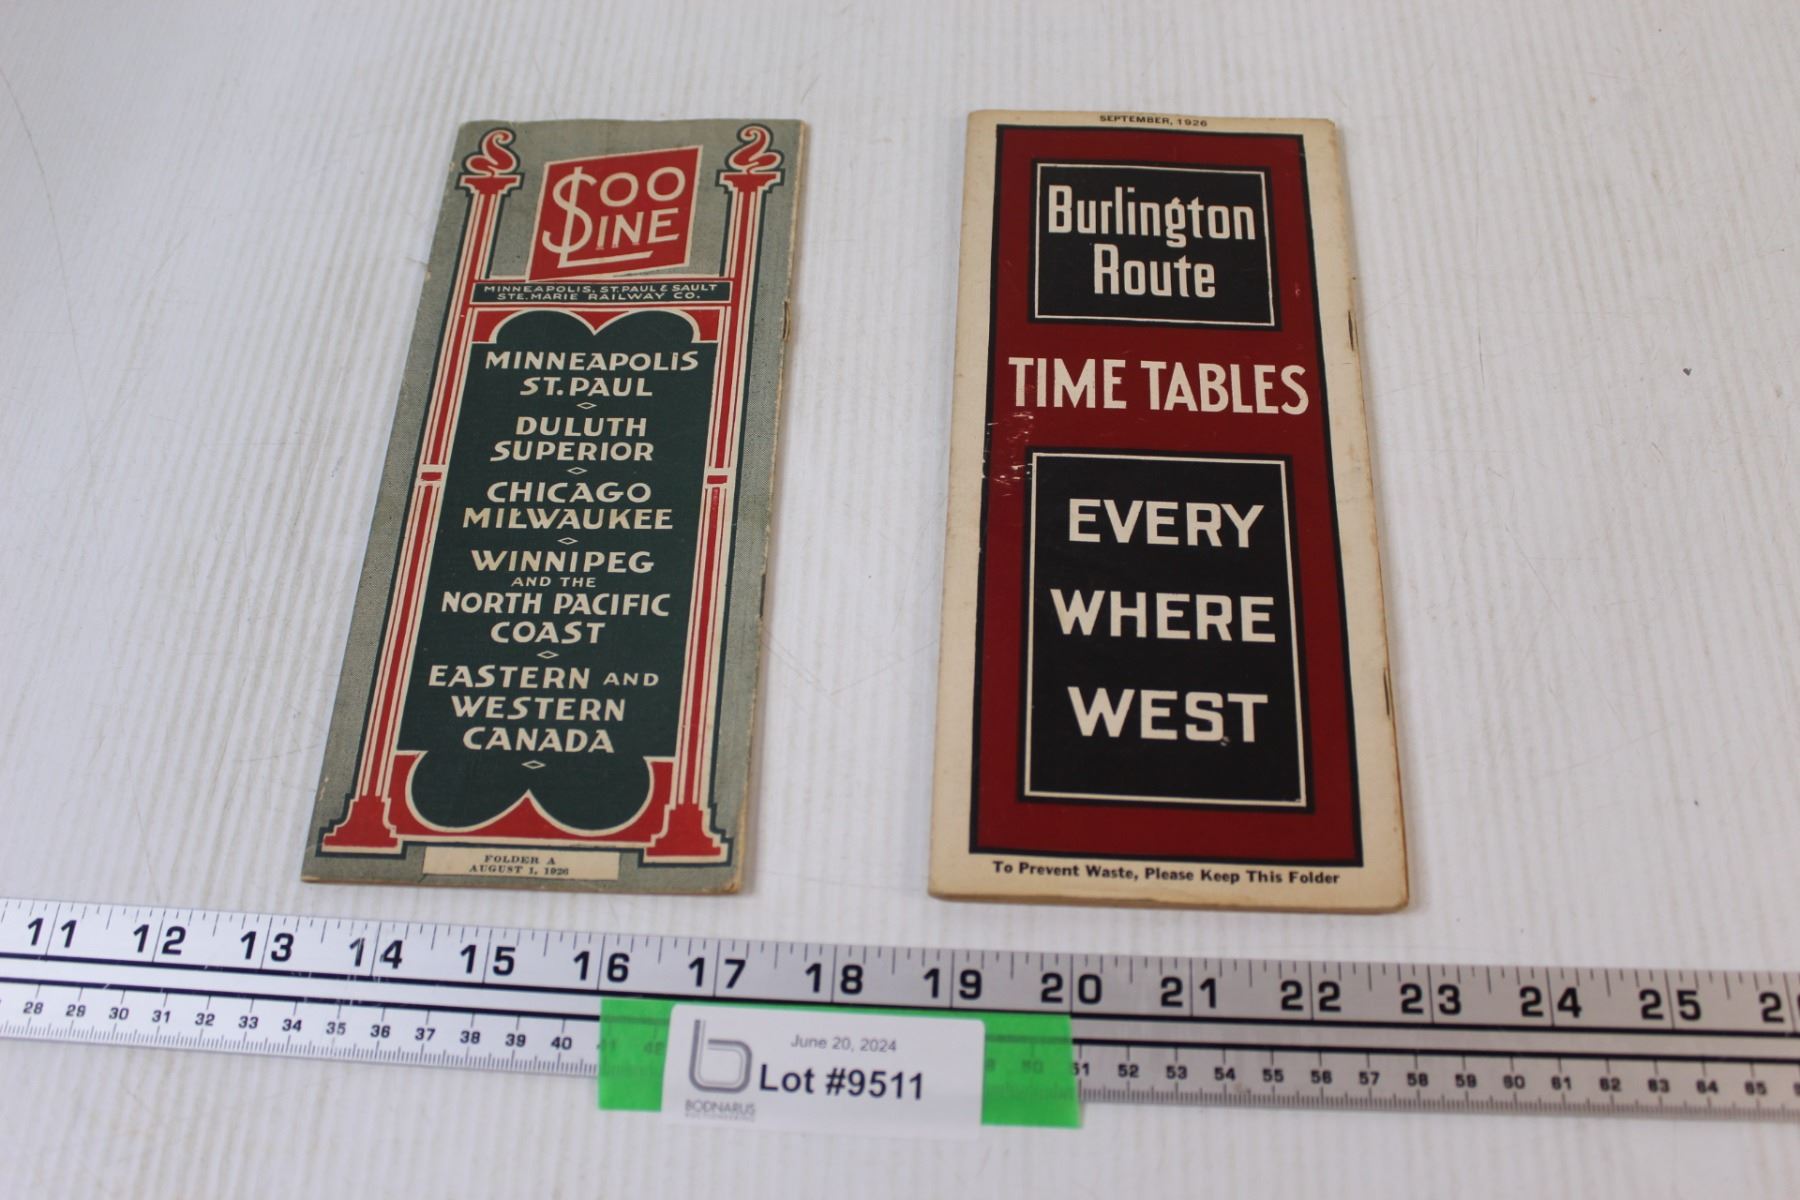 SOO
LINE
MINNEAPOLIS, ST. PAUL & SAULT
STE. MARIE RAILWAY CO.
MINNEAPOLIS
ST. PAUL
DULUTH
SUPERIOR
CHICAGO
MILWAUKEE
WINNIPEG
AND THE
NORTH PACIFIC
COAST
EASTERN AND
WESTERN
CANADA
FOLDER A
AUGUST 1, 1926
SEPTEMBER, 1926
Burlington
Route
TIME TABLES
EVERY
WHERE
WEST
To Prevent Waste, Please Keep This Folder
11 12 13 14 15 16 17 18 19 20 21 22 23 24 25
28 29 30 31 32 33 34 35 36 37 38 39 40 41 42 50 51 52 53 54 55 56 57 58 59 60 61 62 63 64 65
June 20, 2024
Lot #9511
BODNARUS